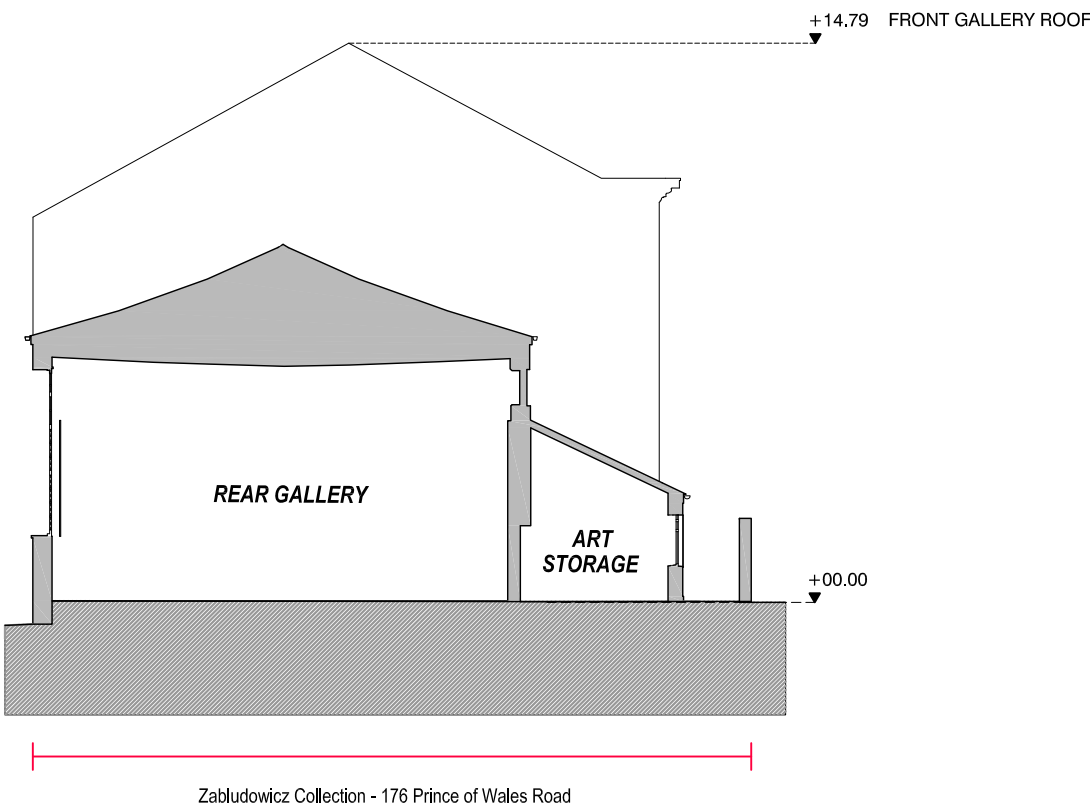 +14.79 FRONT GALLERY ROOF
REAR GALLERY
ART
STORAGE
+00.00
Zabludowicz Collection - 176 Prince of Wales Road